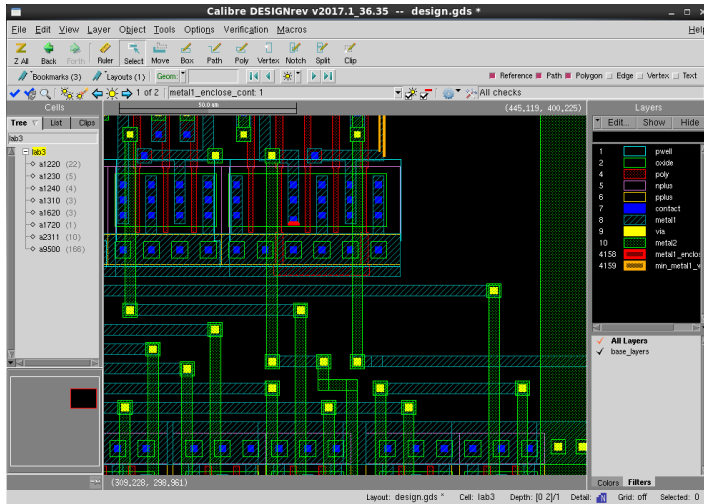 Calibre DESIGNrev v2017.1_36.35 -- design.gds *
File Edit View Layer Object Tools Options Verification Macros Help
Z All Back Forth Ruler Select Move Box Path Poly Vertex Notch Split Clip
Bookmarks (3) Layouts (1) Geom: Reference Path Polygon Edge Vertex Text
1 of 2 metal1_enclose_cont: 1 All checks
Cells 50.0 um (445,119, 400,225) Layers
Tree List Clips Edit... Show Hide
lab3
lab3
a1220 (22)
a1230 (5)
a1240 (4)
a1310 (3)
a1620 (3)
a1720 (1)
a2311 (10)
a9500 (166)
1 pwell
2 oxide
4 poly
5 nplus
6 pplus
7 contact
8 metal1
9 via
10 metal2
4158 metal1_enclos
4159 min_metal1_v
All Layers
base_layers
(309,228, 298,961) Colors Filters
Layout: design.gds * Cell: lab3 Depth: [0 2]/1 Detail: N Grid: off Selected: 0